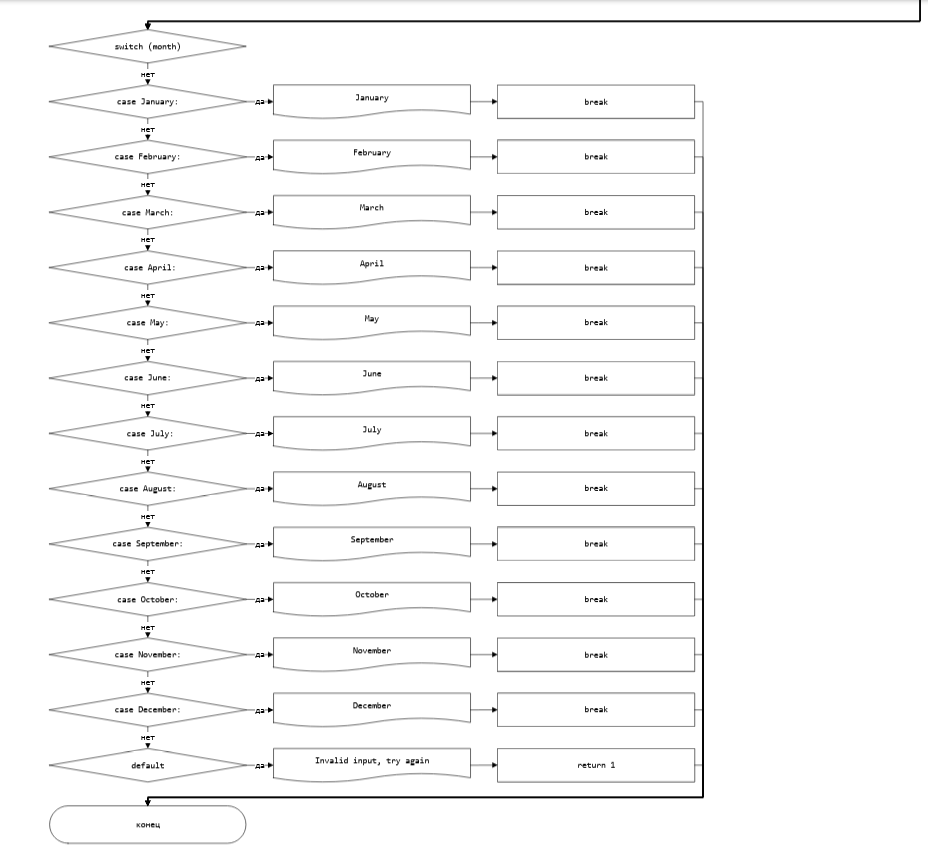 switch (month)
нет
case January:
да
January
break
нет
case February:
да
February
break
нет
case March:
да
March
break
нет
case April:
да
April
break
нет
case May:
да
May
break
нет
case June:
да
June
break
нет
case July:
да
July
break
нет
case August:
да
August
break
нет
case September:
да
September
break
нет
case October:
да
October
break
нет
case November:
да
November
break
нет
case December:
да
December
break
нет
default
да
Invalid input, try again
return 1
конец